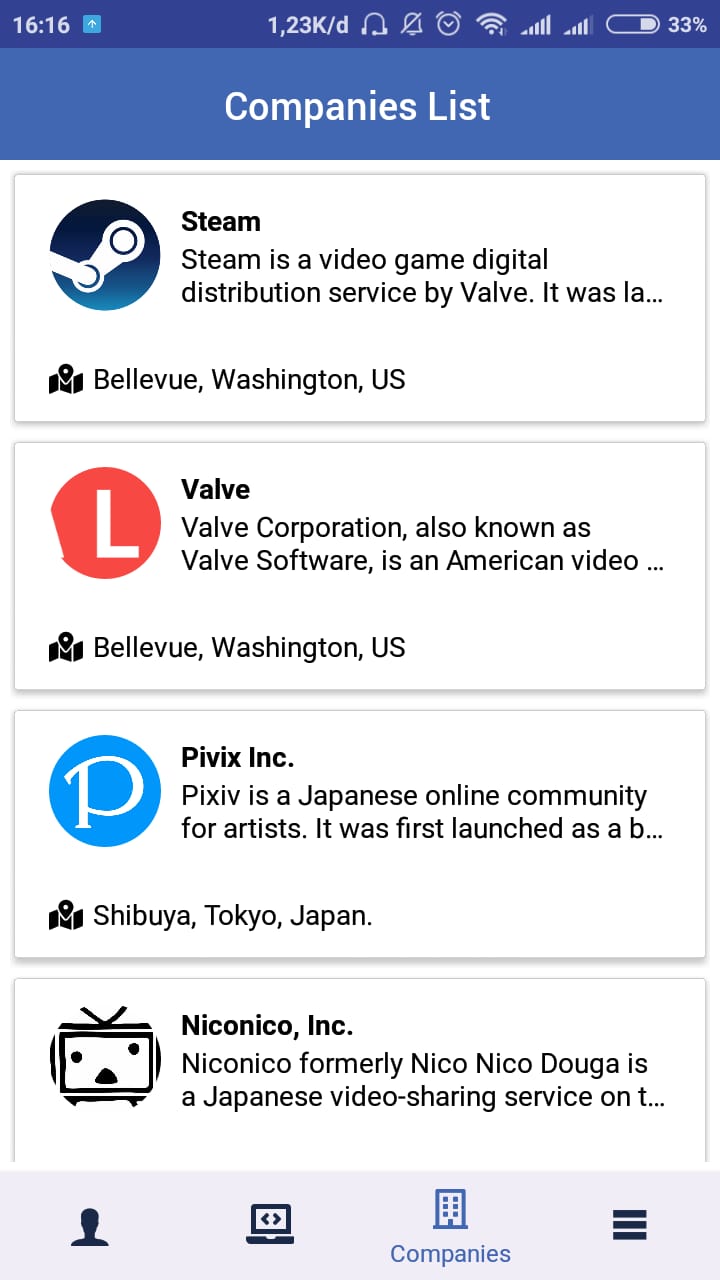 16:16 1,23K/d 33%
Companies List
Steam
Steam is a video game digital
distribution service by Valve. It was la...
Bellevue, Washington, US
L
Valve
Valve Corporation, also known as
Valve Software, is an American video ...
Bellevue, Washington, US
p
Pivix Inc.
Pixiv is a Japanese online community
for artists. It was first launched as a b...
Shibuya, Tokyo, Japan.
Niconico, Inc.
Niconico formerly Nico Nico Douga is
a Japanese video-sharing service on t...
Companies